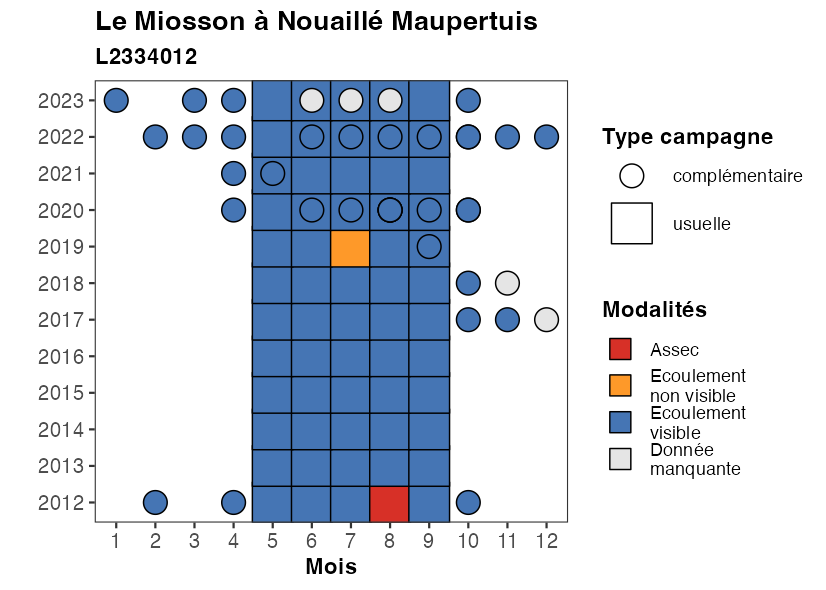 Le Miosson à Nouaillé Maupertuis
L2334012
2023
2022
2021
2020
2019
2018
2017
2016
2015
2014
2013
2012
1 2 3 4 5 6 7 8 9 10 11 12
Mois
Type campagne
complémentaire
usuelle
Modalités
Assec
Ecoulement
non visible
Ecoulement
visible
Donnée
manquante